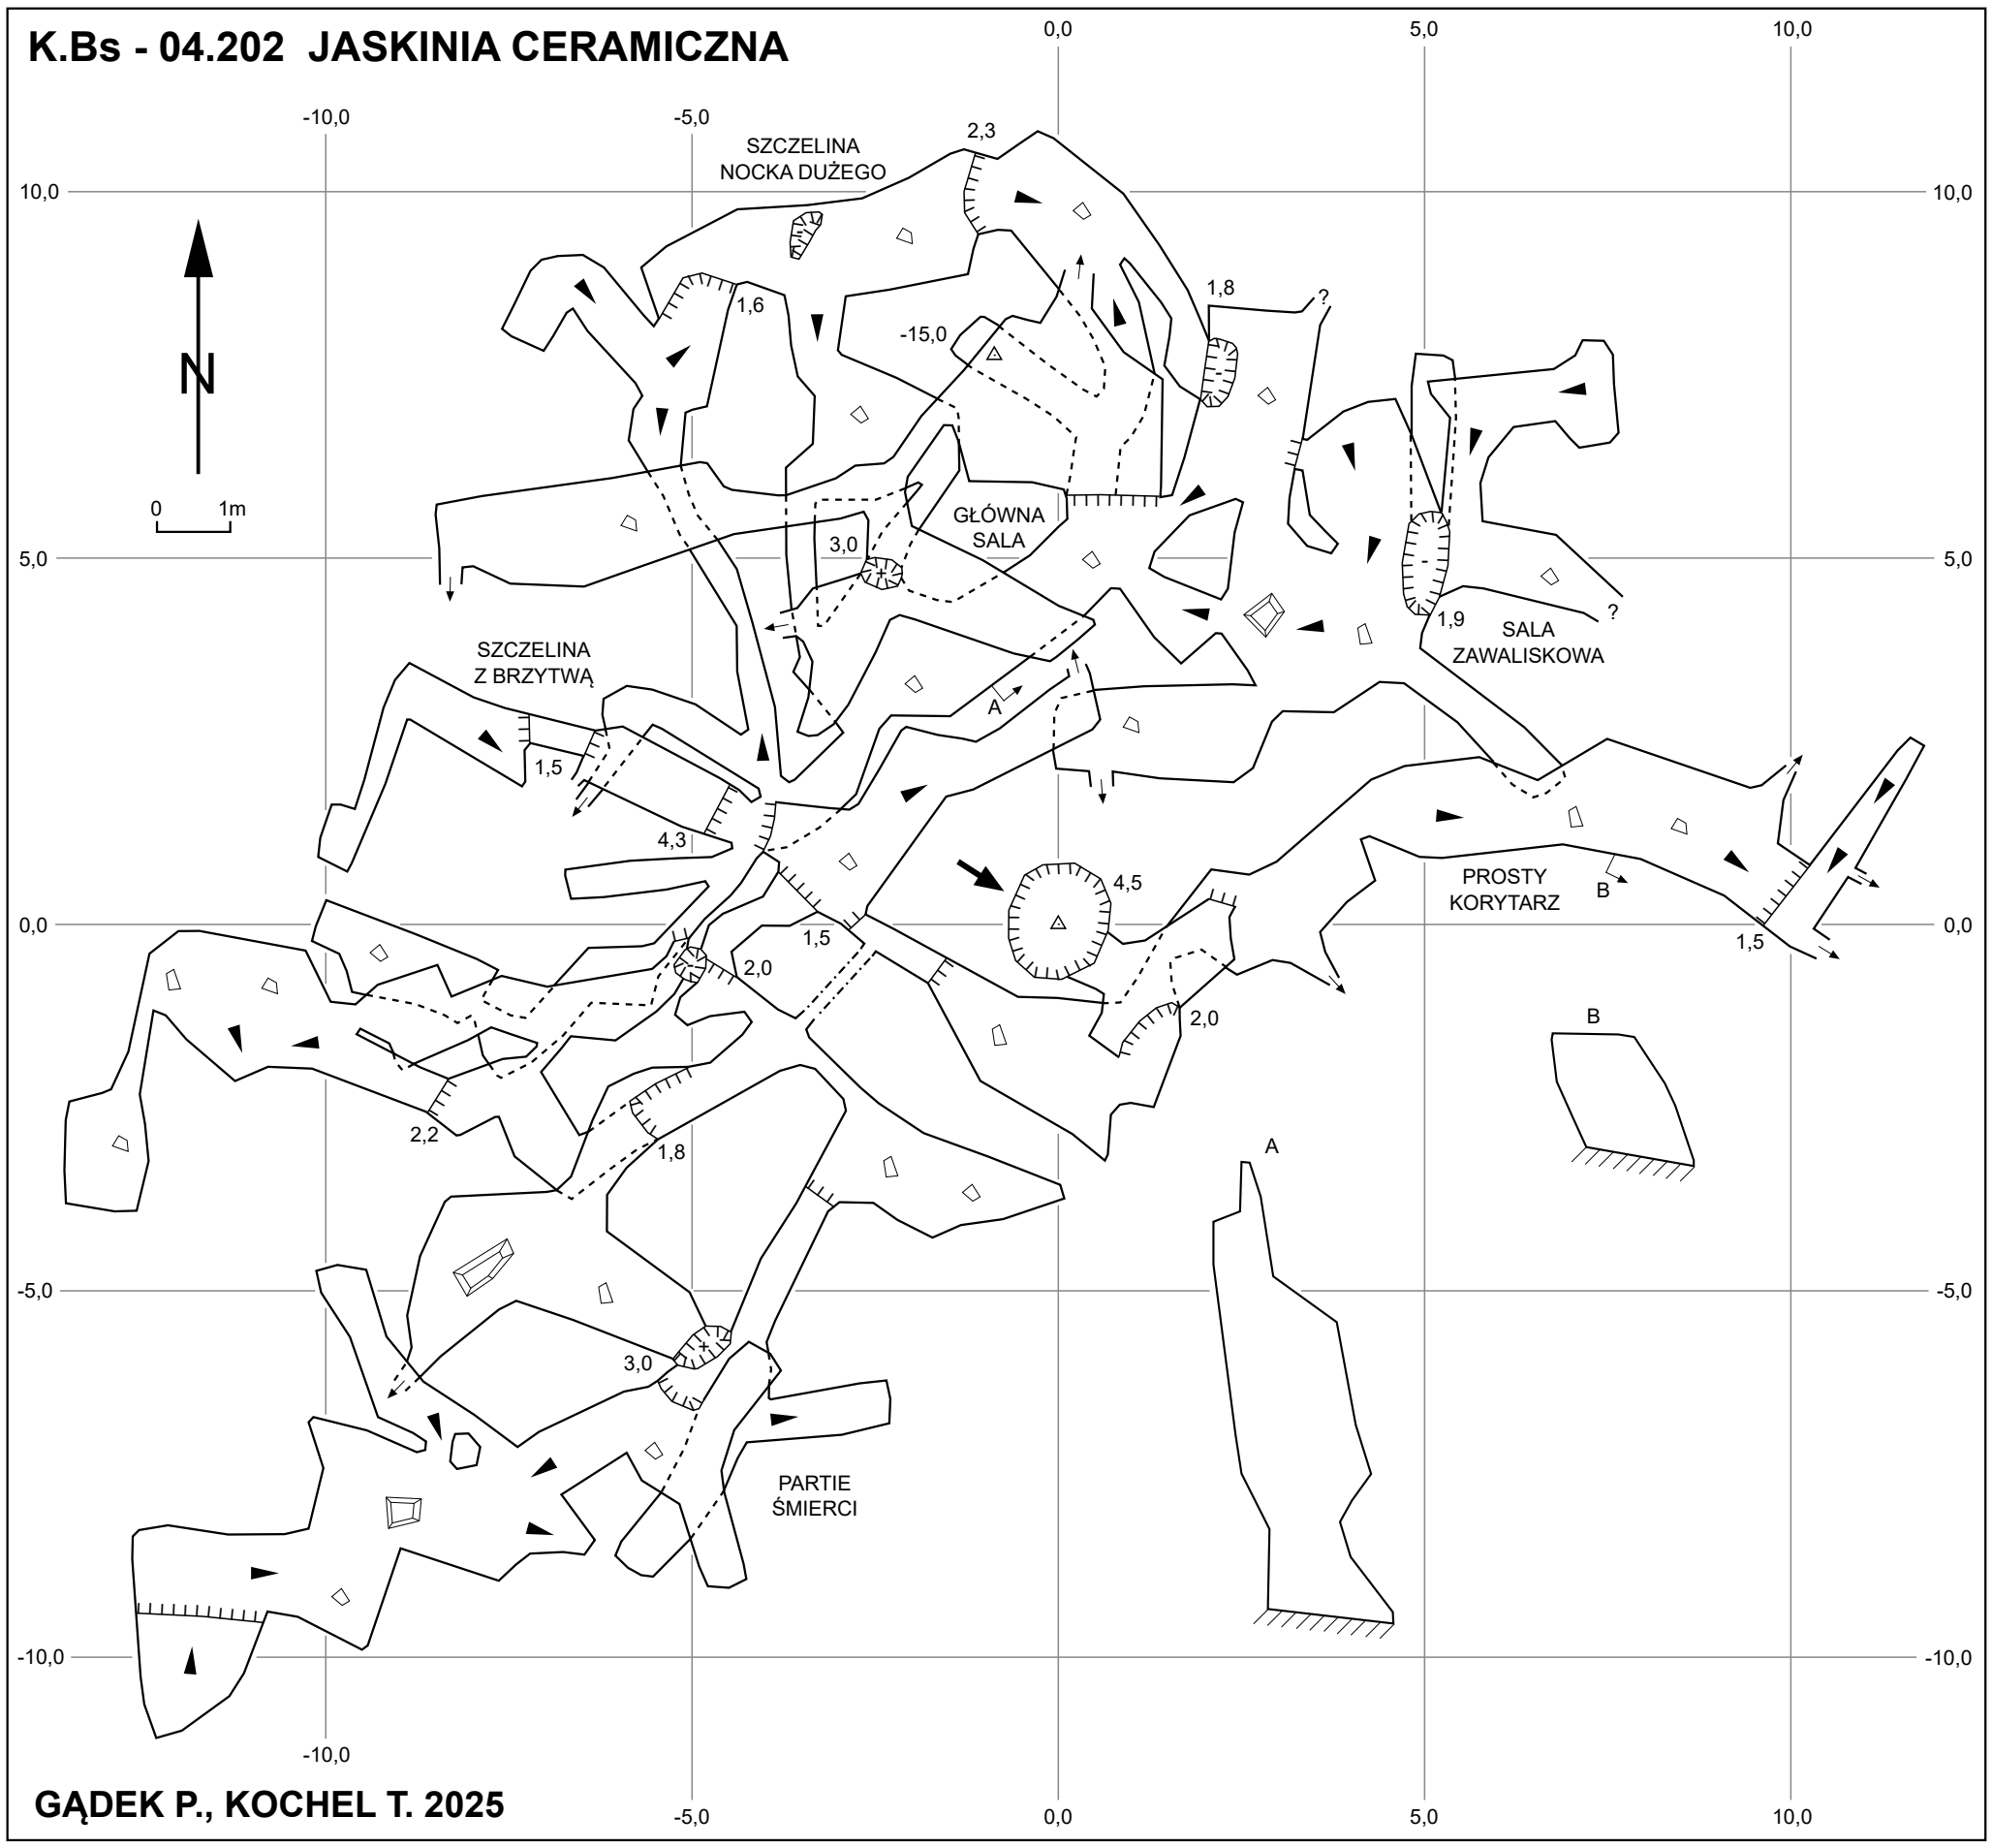 K.Bs - 04.202 JASKINIA CERAMICZNA
0,0
5,0
10,0
-10,0
-5,0
2,3
SZCZELINA
NOCKA DUŻEGO
10,0
10,0
1,8
?
1,6
-15,0
N
0
1m
GŁÓWNA
SALA
3,0
5,0
5,0
1,9
?
SALA
ZAWALISKOWA
SZCZELINA
Z BRZYTWĄ
A
1,5
4,3
4,5
PROSTY
KORYTARZ
B
0,0
1,5
1,5
0,0
2,0
2,0
B
2,2
1,8
A
-5,0
-5,0
3,0
PARTIE
ŚMIERCI
-10,0
-10,0
-10,0
GĄDEK P., KOCHEL T. 2025
-5,0
0,0
5,0
10,0